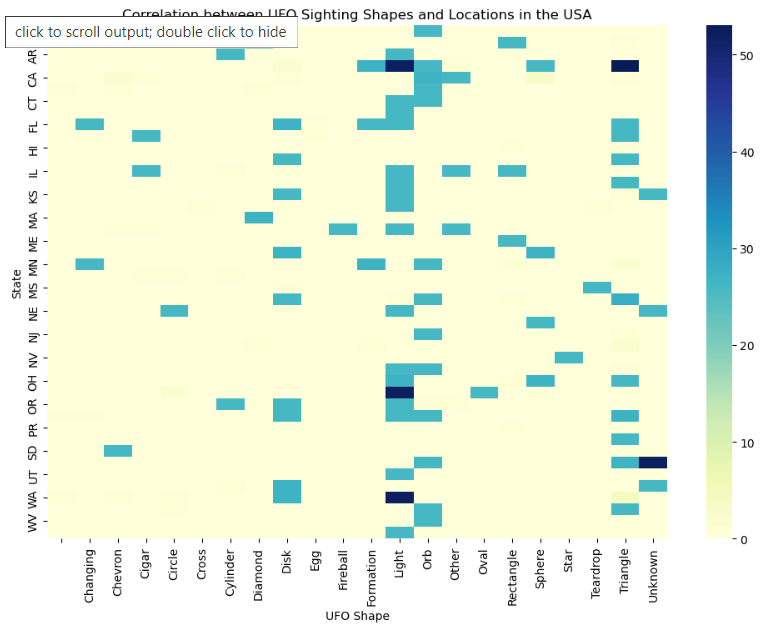 Correlation between UFO Sighting Shapes and Locations in the USA
click to scroll output; double click to hide
State
AR
CA
CT
FL
HI
IL
KS
MA
ME
MN
MS
NE
NJ
NV
OH
OR
PR
SD
UT
WA
WV
50
40
30
20
10
0
Changing
Chevron
Cigar
Circle
Cross
Cylinder
Diamond
Disk
Egg
Fireball
Formation
Light
Orb
Other
Oval
Rectangle
Sphere
Star
Teardrop
Triangle
Unknown
UFO Shape